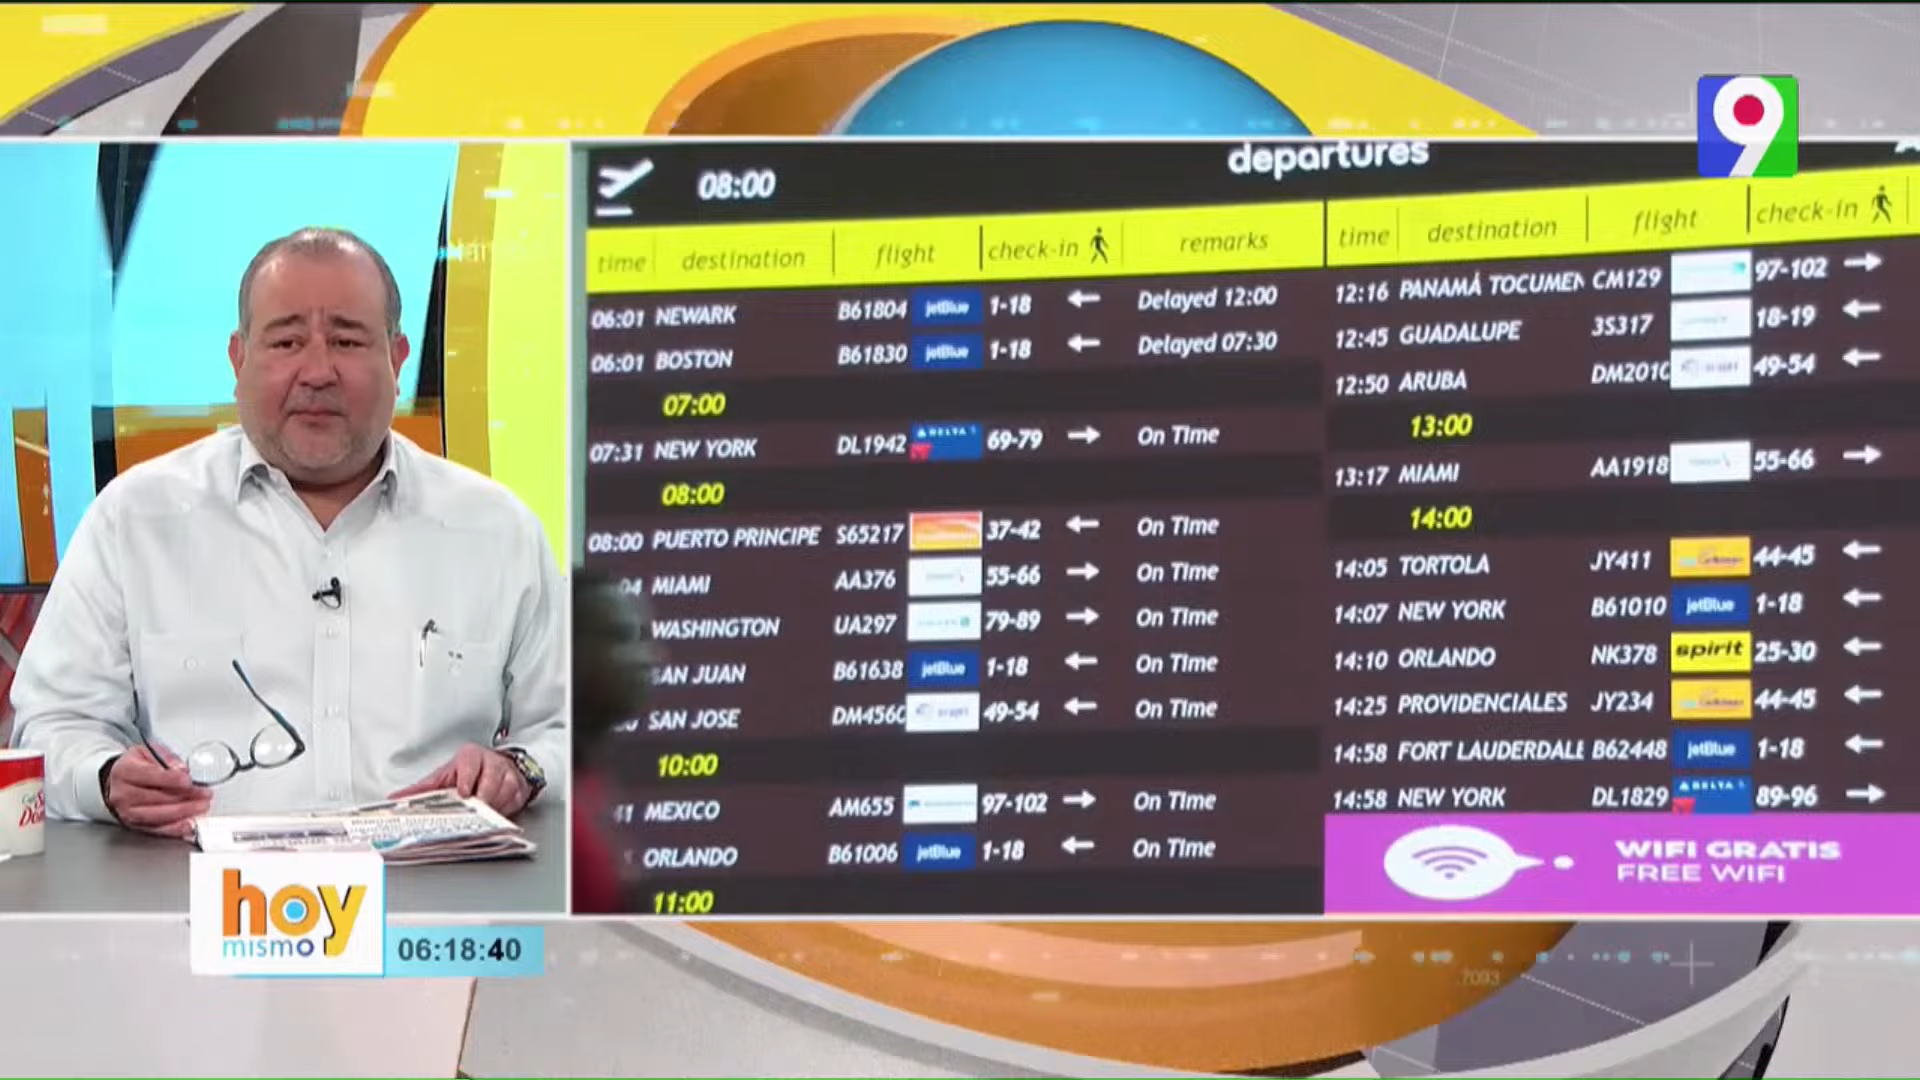 9
08:00
departures
time destination flight check-in remarks
06:01 NEWARK B61804 jetBlue 1-18 Delayed 12:00
06:01 BOSTON B61830 jetBlue 1-18 Delayed 07:30
07:00
07:31 NEW YORK DL1942 DELTA 69-79 On Time
08:00
08:00 PUERTO PRINCIPE S65217 37-42 On Time
04 MIAMI AA376 55-66 On Time
WASHINGTON UA297 79-89 On Time
SAN JUAN B61638 jetBlue 1-18 On Time
SAN JOSE DM4560 arajet 49-54 On Time
10:00
41 MEXICO AM655 97-102 On Time
ORLANDO B61006 jetBlue 1-18 On Time
11:00
time destination flight check-in
12:16 PANAMÁ TOCUMEN CM129 97-102
12:45 GUADALUPE 3S317 18-19
12:50 ARUBA DM2010 arajet 49-54
13:00
13:17 MIAMI AA1918 55-66
14:00
14:05 TORTOLA JY411 44-45
14:07 NEW YORK B61010 jetBlue 1-18
14:10 ORLANDO NK378 spirit 25-30
14:25 PROVIDENCIALES JY234 44-45
14:58 FORT LAUDERDALE B62448 jetBlue 1-18
14:58 NEW YORK DL1829 DELTA 89-96
WIFI GRATIS
FREE WIFI
hoy
mismo
06:18:40
7093